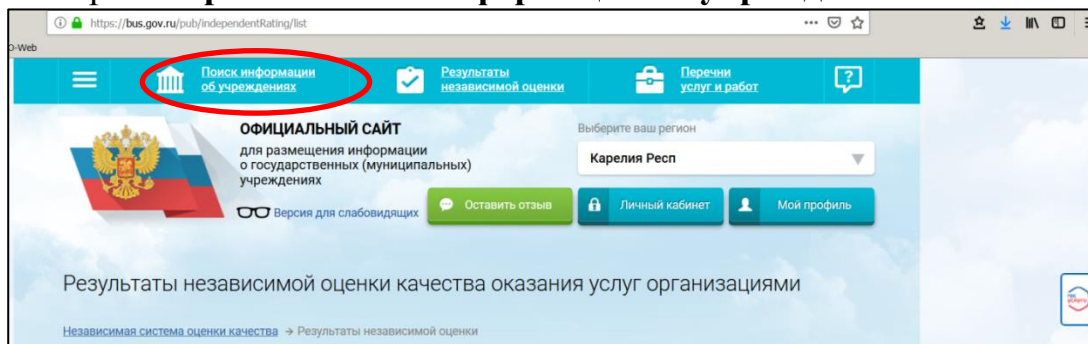 https://bus.gov.ru/pub/independentRating/list
-Web
Поиск информации
об учреждениях
Результаты
независимой оценки
Перечни
услуг и работ
ОФИЦИАЛЬНЫЙ САЙТ
для размещения информации
о государственных (муниципальных)
учреждениях
Версия для слабовидящих
Выберите ваш регион
Карелия Респ
Оставить отзыв
Личный кабинет
Мой профиль
Результаты независимой оценки качества оказания услуг организациями
Независимая система оценки качества → Результаты независимой оценки